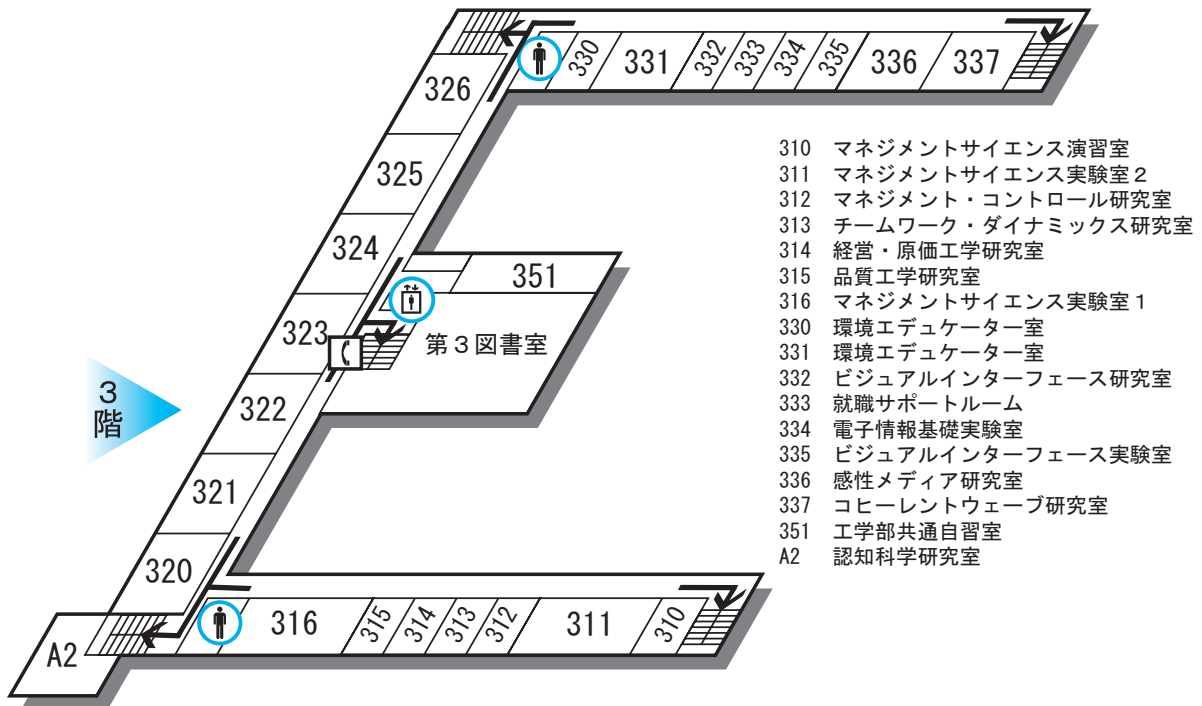 330
331
332
333
334
335
336
337
326
325
324
323
322
321
320
351
第３図書室
3
階
316
315
314
313
312
311
310
A2
310 マネジメントサイエンス演習室
311 マネジメントサイエンス実験室２
312 マネジメント・コントロール研究室
313 チームワーク・ダイナミックス研究室
314 経営・原価工学研究室
315 品質工学研究室
316 マネジメントサイエンス実験室１
330 環境エデュケーター室
331 環境エデュケーター室
332 ビジュアルインターフェース研究室
333 就職サポートルーム
334 電子情報基礎実験室
335 ビジュアルインターフェース実験室
336 感性メディア研究室
337 コヒーレントウェーブ研究室
351 工学部共通自習室
A2 認知科学研究室